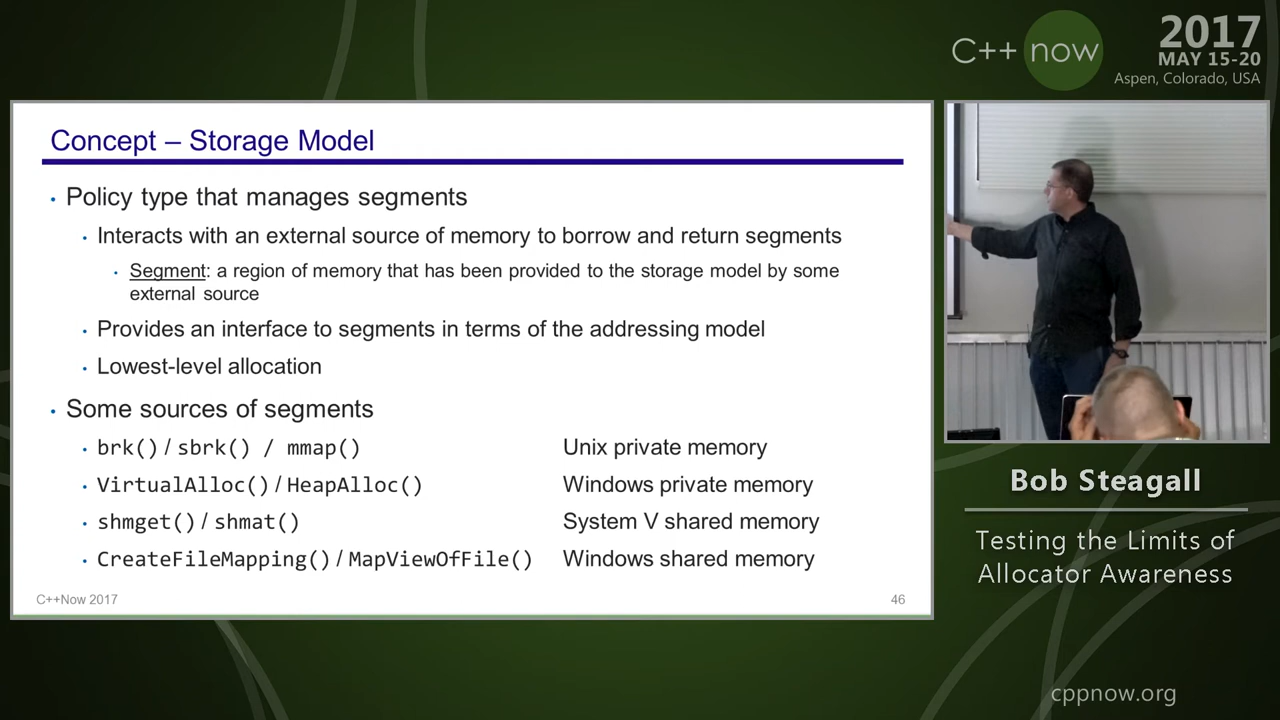 C++ now
2017
MAY 15-20
Aspen, Colorado, USA
Concept – Storage Model
• Policy type that manages segments
• Interacts with an external source of memory to borrow and return segments
• Segment: a region of memory that has been provided to the storage model by some
external source
• Provides an interface to segments in terms of the addressing model
• Lowest-level allocation
• Some sources of segments
• brk() / sbrk() / mmap() Unix private memory
• VirtualAlloc() / HeapAlloc() Windows private memory
• shmget() / shmat() System V shared memory
• CreateFileMapping() / MapViewOfFile() Windows shared memory
C++Now 2017 46
Bob Steagall
Testing the Limits of
Allocator Awareness
cppnow.org